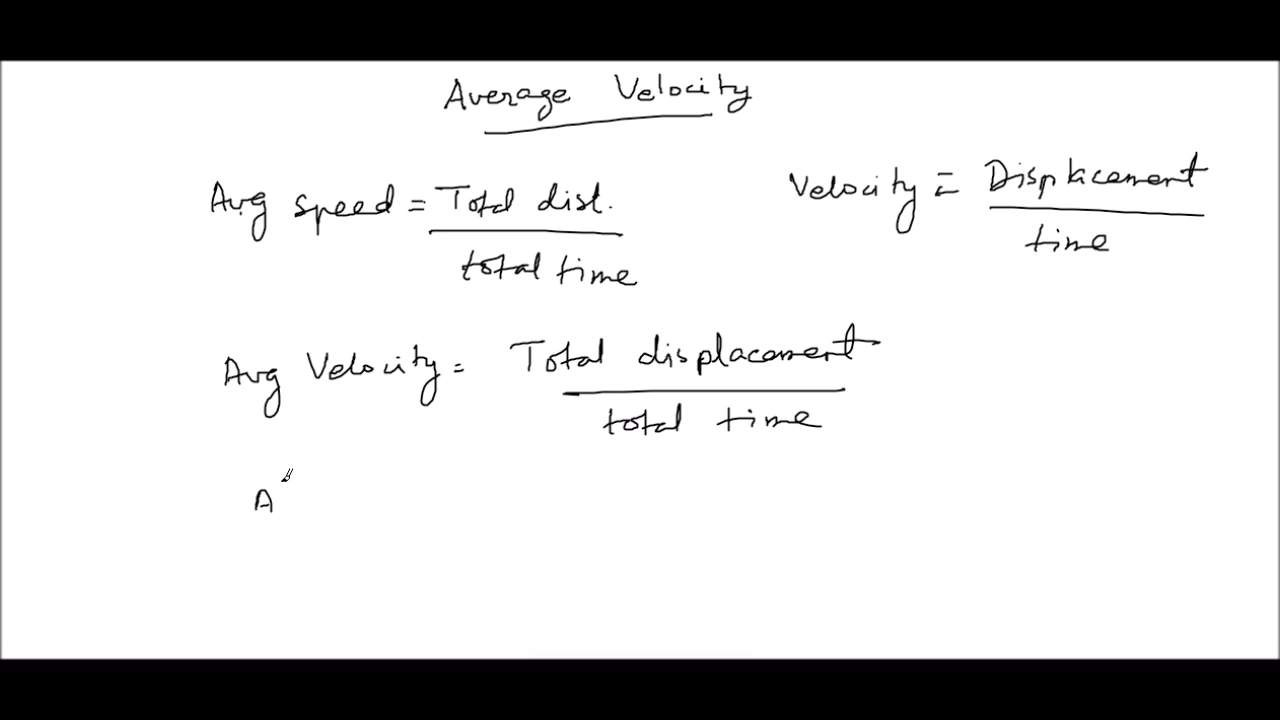 Average Velocity
Avg speed = Total dist.
total time
Velocity = Displacement
time
Avg Velocity = Total displacement
total time
A